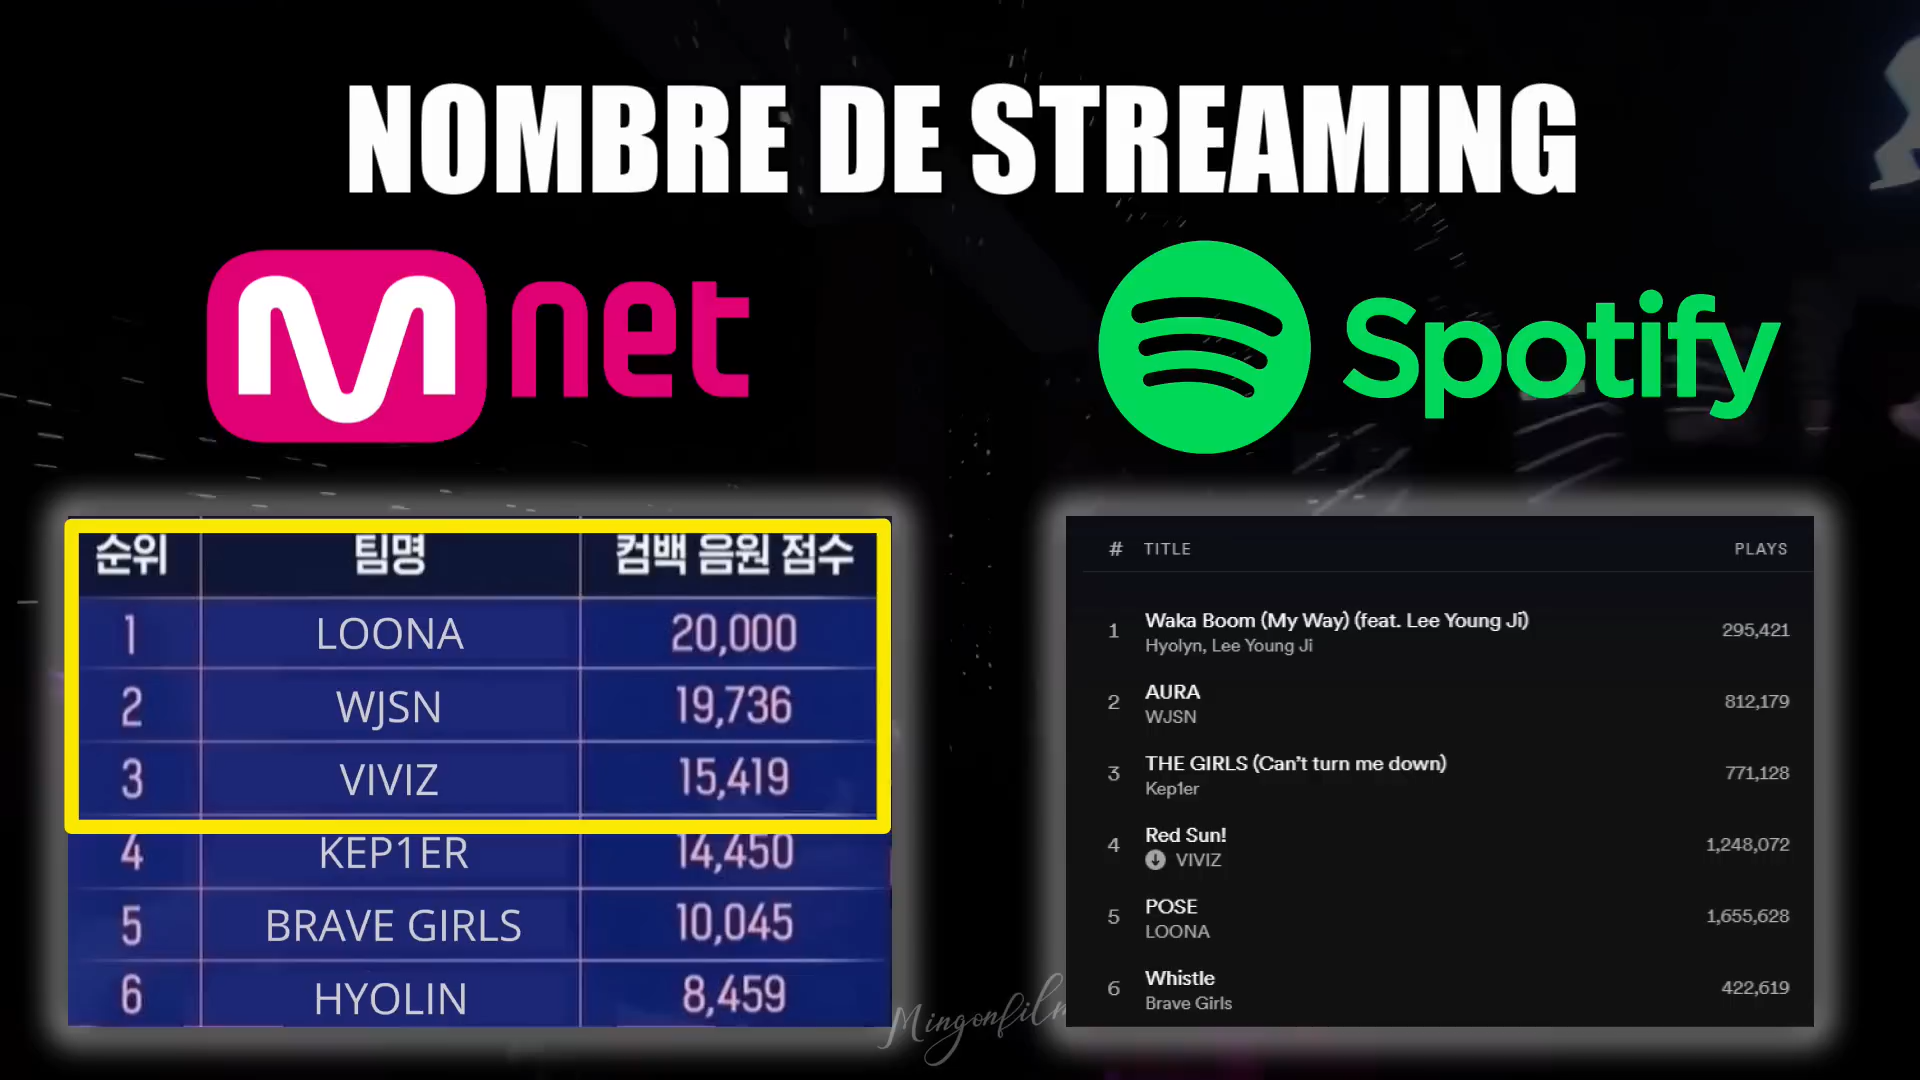 NOMBRE DE STREAMING
Mnet
Spotify
순위 팀명 컴백 음원 점수
1 LOONA 20,000
2 WJSN 19,736
3 VIVIZ 15,419
4 KEP1ER 14,450
5 BRAVE GIRLS 10,045
6 HYOLIN 8,459
# TITLE PLAYS
1 Waka Boom (My Way) (feat. Lee Young Ji) 295,421
Hyolyn, Lee Young Ji
2 AURA 812,179
WJSN
3 THE GIRLS (Can't turn me down) 771,128
Kep1er
4 Red Sun! 1,248,072
VIVIZ
5 POSE 1,655,628
LOONA
6 Whistle 422,619
Brave Girls
Mingonfilm